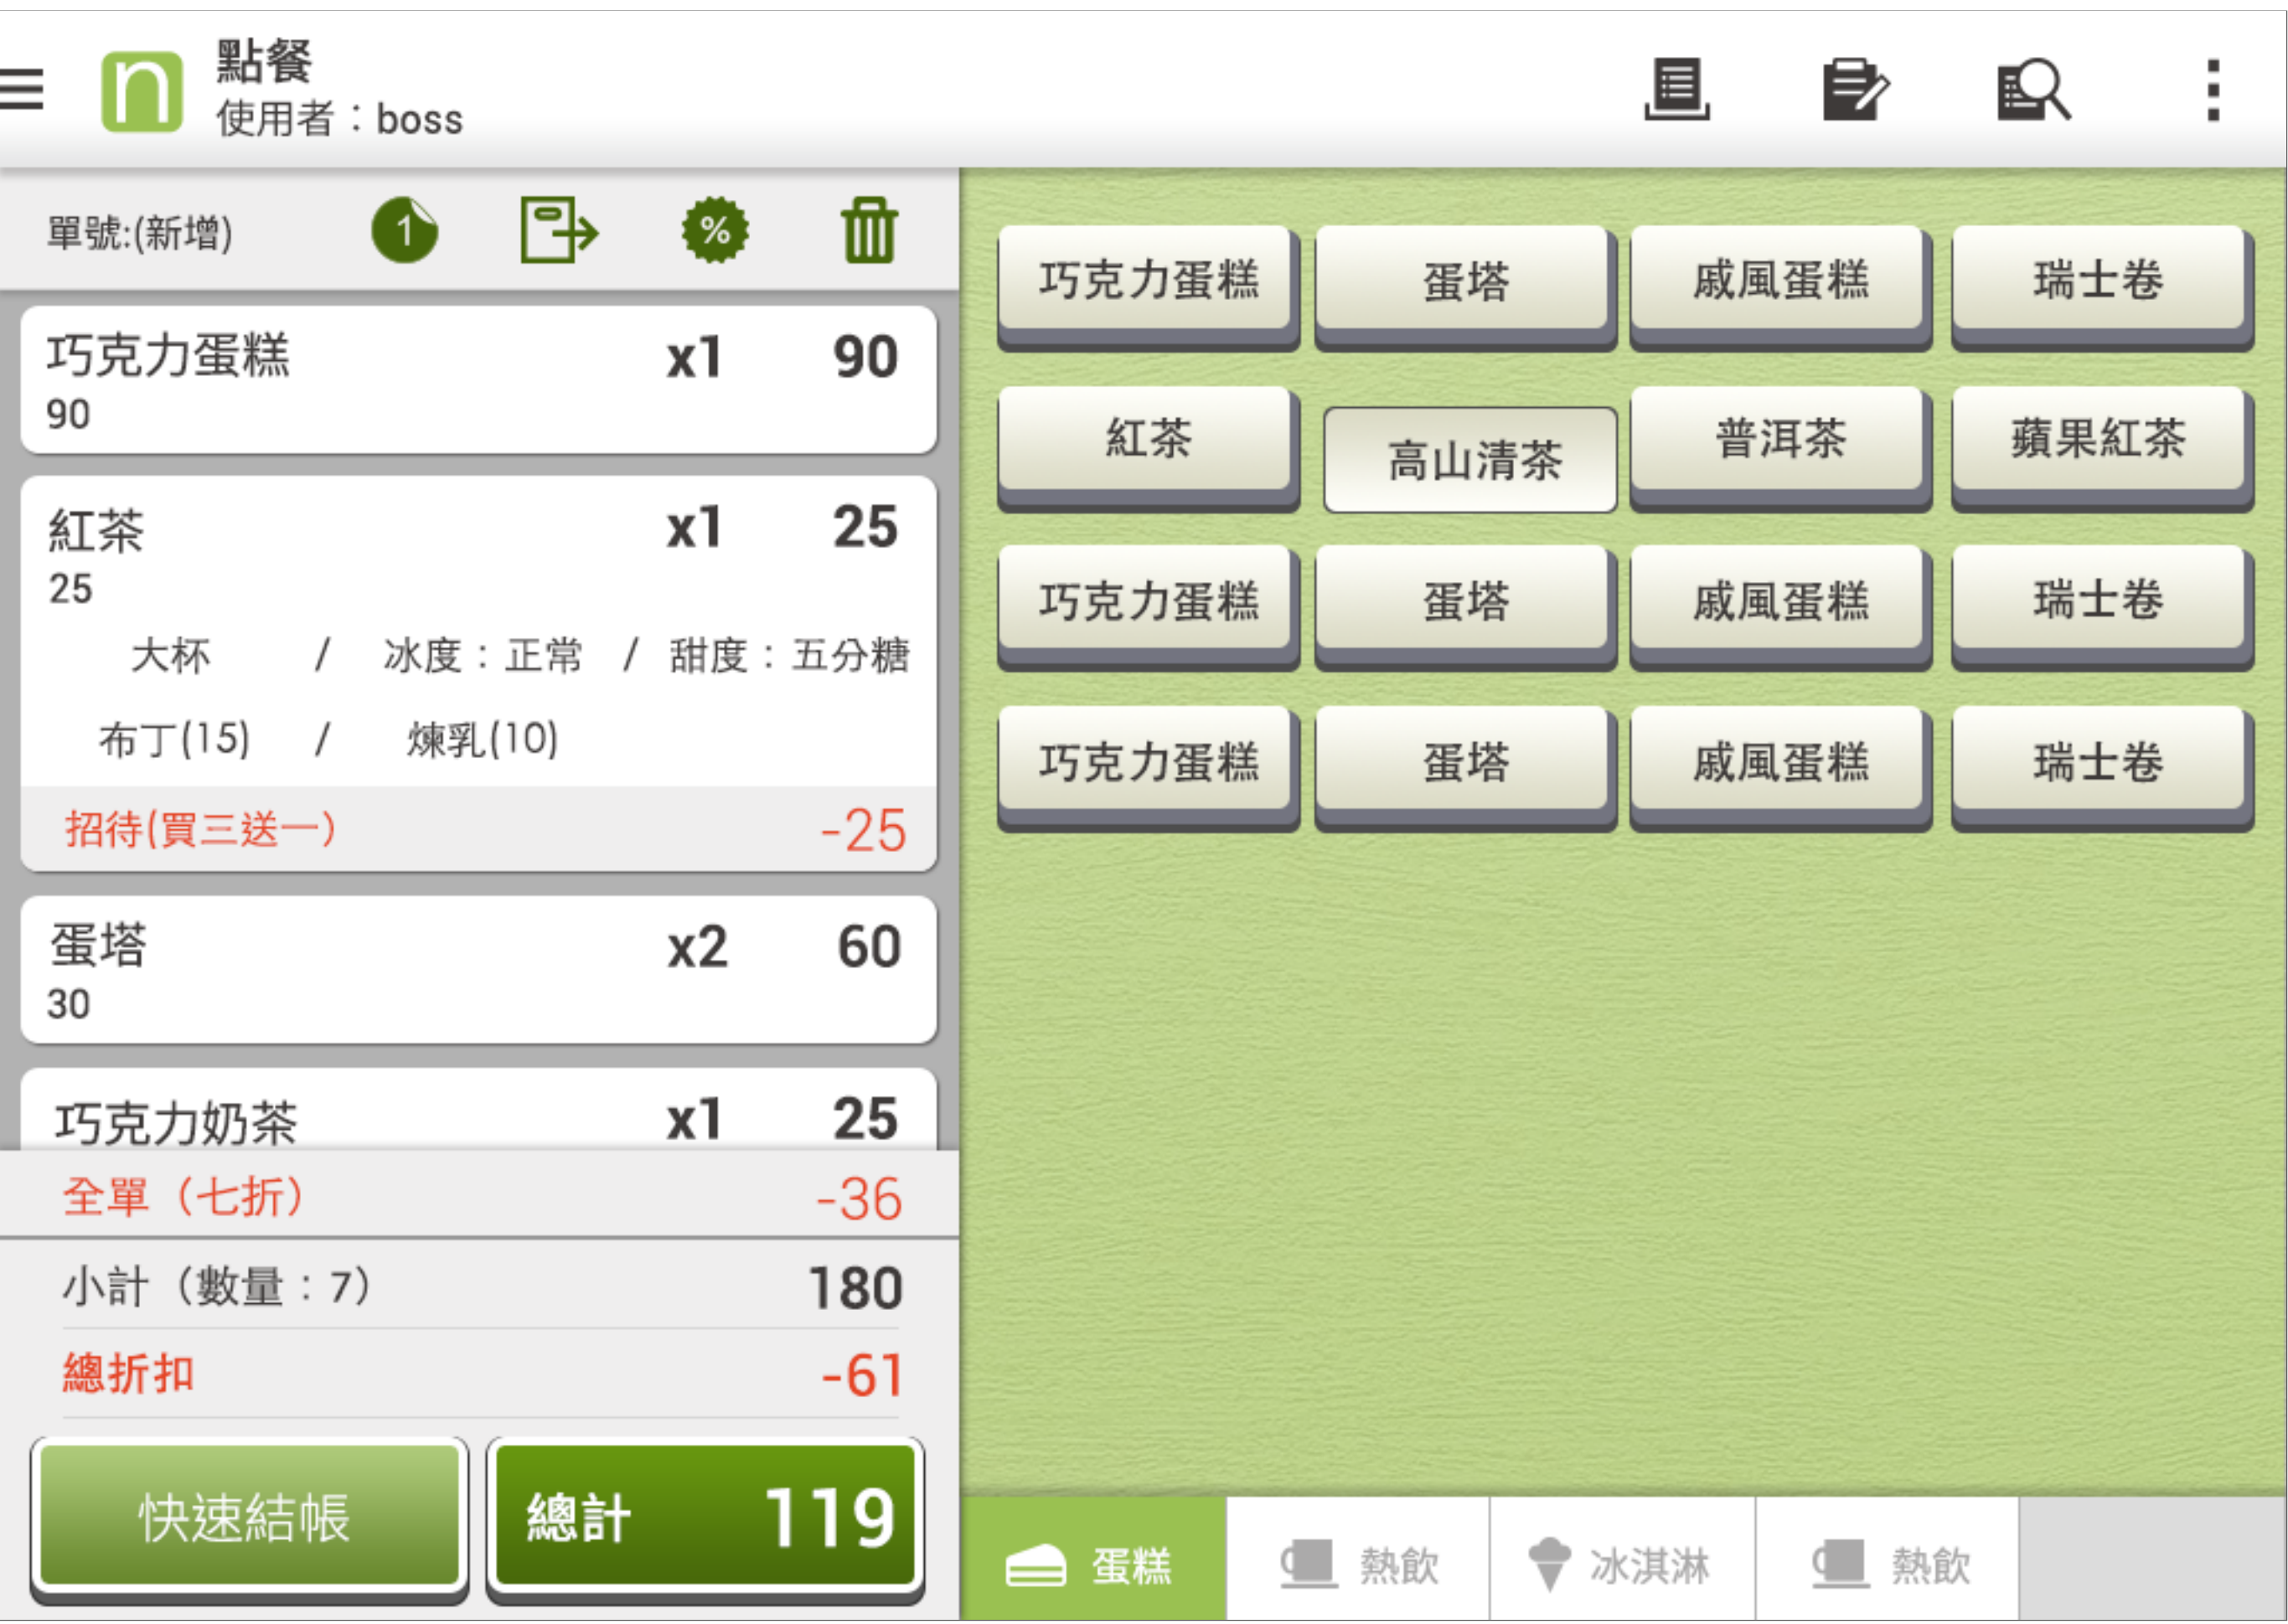 n
點餐
使用者：boss
單號:(新增)
1
%
巧克力蛋糕 x1 90
90
紅茶 x1 25
25
大杯 / 冰度：正常 / 甜度：五分糖
布丁(15) / 煉乳(10)
招待(買三送一) -25
蛋塔 x2 60
30
巧克力奶茶 x1 25
全單（七折） -36
小計（數量：7） 180
總折扣 -61
快速結帳 總計 119
巧克力蛋糕 蛋塔 戚風蛋糕 瑞士卷
紅茶 高山清茶 普洱茶 蘋果紅茶
巧克力蛋糕 蛋塔 戚風蛋糕 瑞士卷
巧克力蛋糕 蛋塔 戚風蛋糕 瑞士卷
蛋糕 熱飲 冰淇淋 熱飲